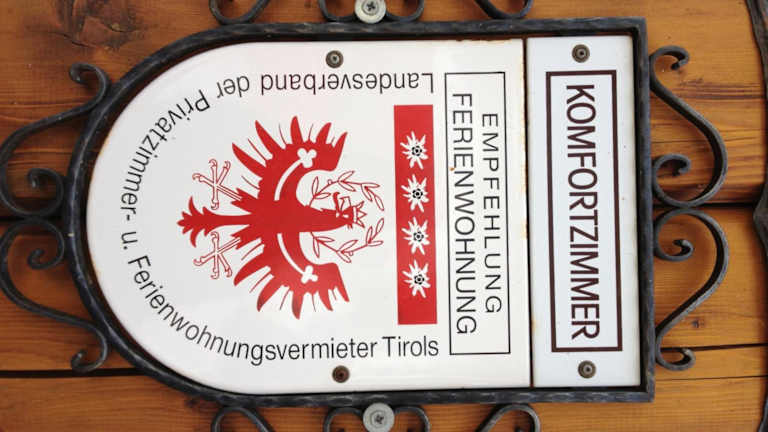 Landesverband der Privatzimmer- u. Ferienwohnungsvermieter Tirols
EMPFEHLUNG
FERIENWOHNUNG
KOMFORTZIMMER